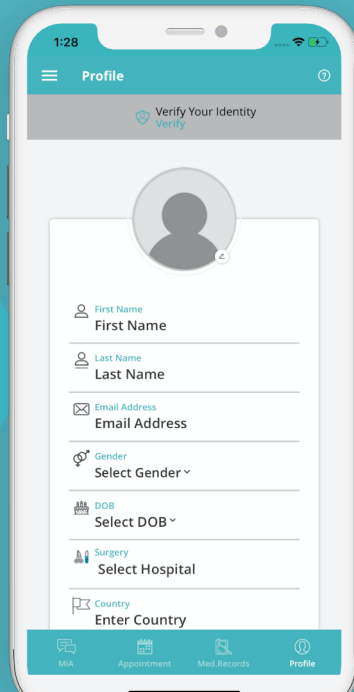 1:28
Profile
Verify Your Identity
Verify
First Name
First Name
Last Name
Last Name
Email Address
Email Address
Gender
Select Gender
DOB
Select DOB
Surgery
Select Hospital
Country
Enter Country
MiA Appointment Med.Records Profile